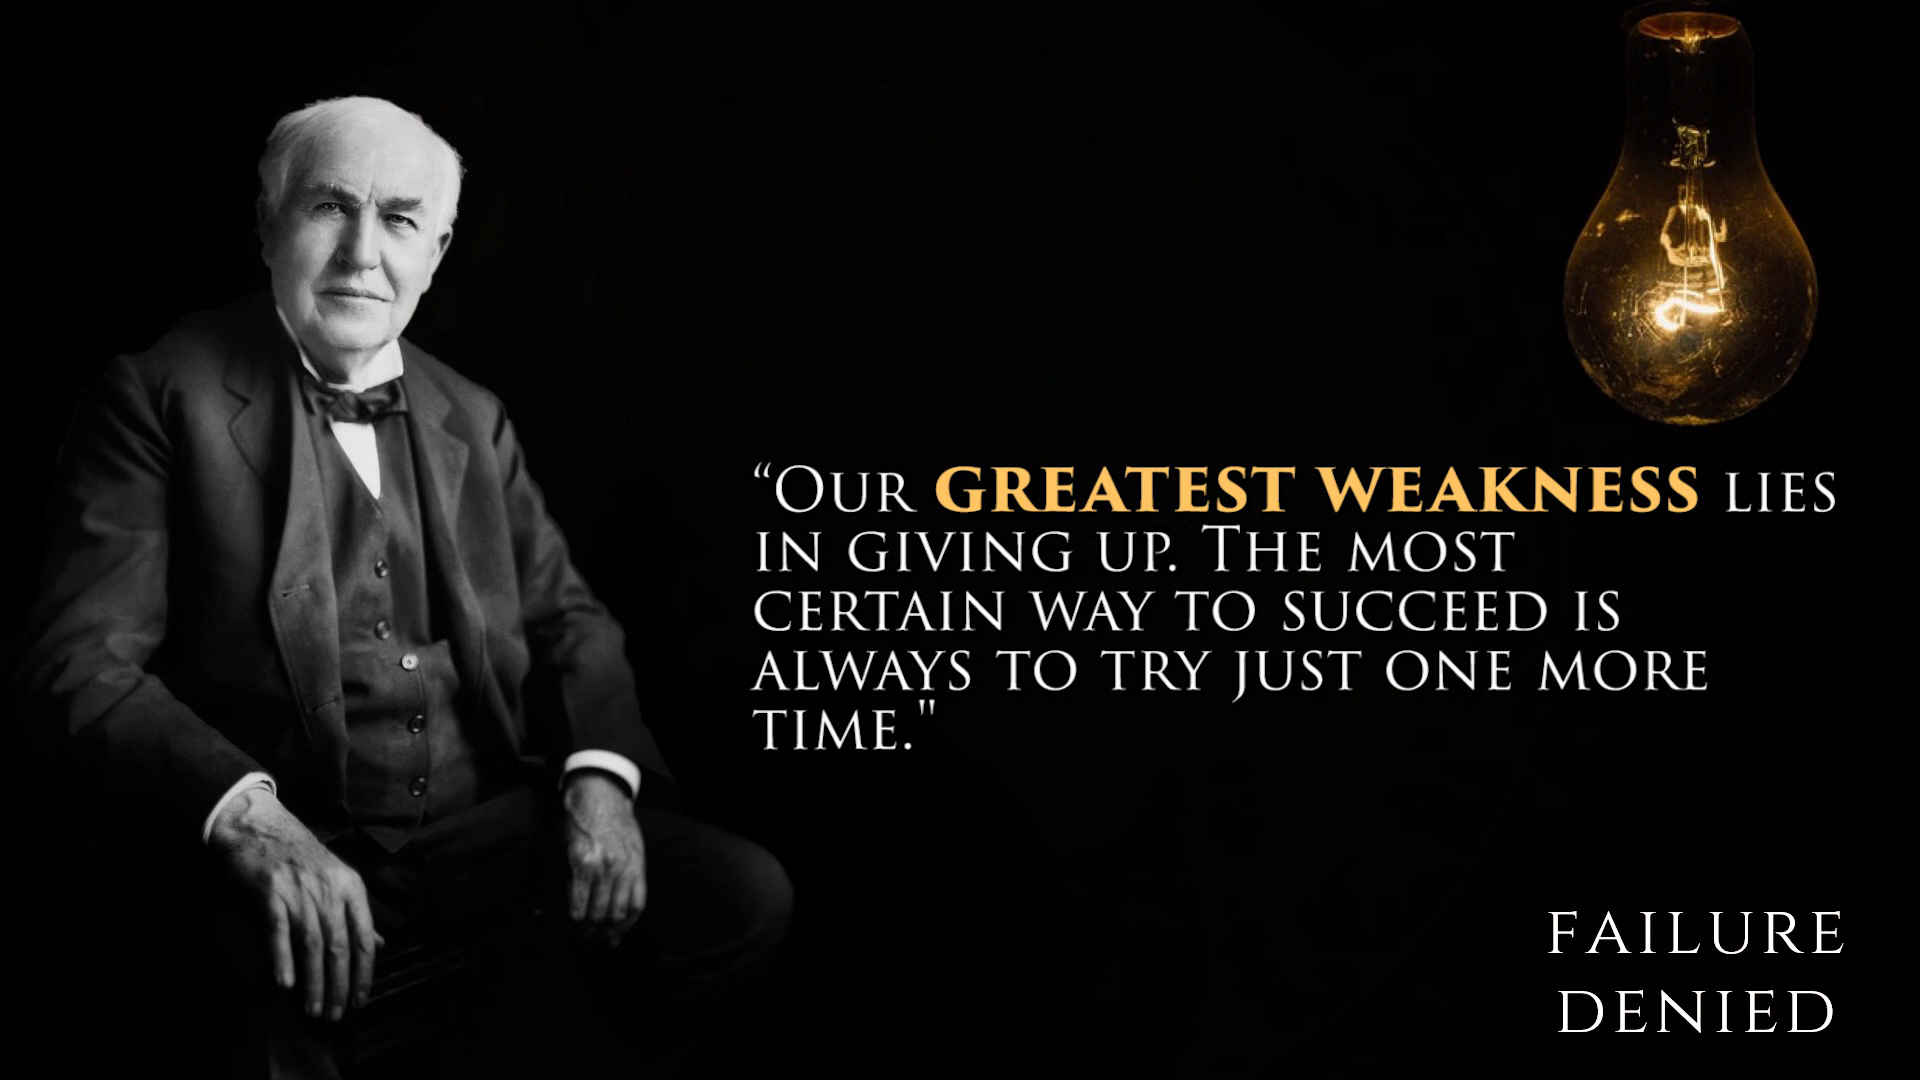 “Our GREATEST WEAKNESS lies
in giving up. The most
certain way to succeed is
always to try just one more
time."
FAILURE
DENIED